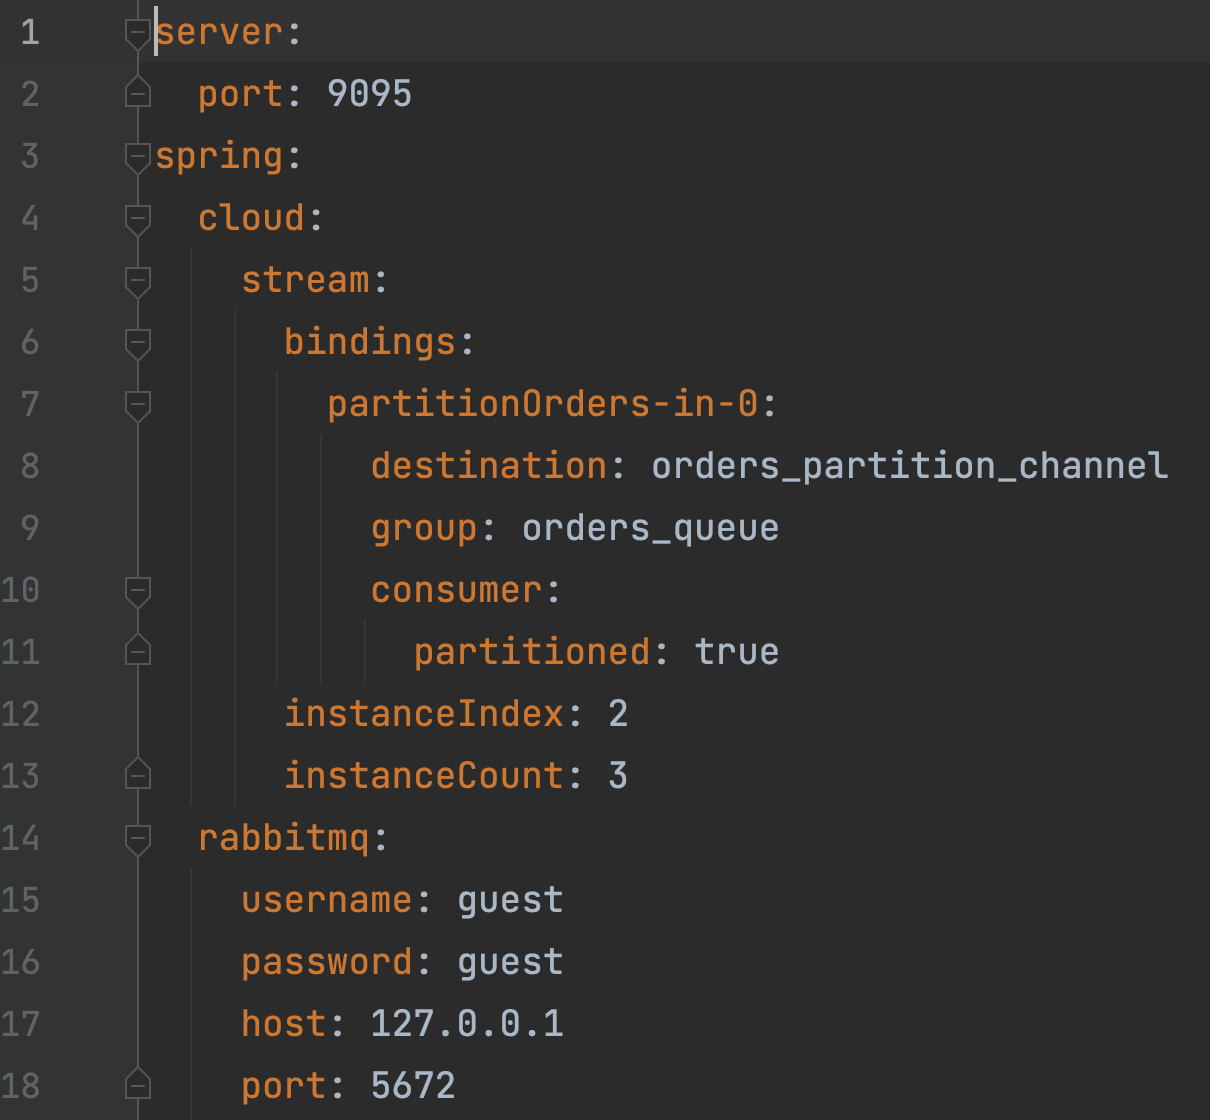 1 server:
2   port: 9095
3 spring:
4   cloud:
5     stream:
6       bindings:
7         partitionOrders-in-0:
8           destination: orders_partition_channel
9           group: orders_queue
10           consumer:
11             partitioned: true
12       instanceIndex: 2
13       instanceCount: 3
14   rabbitmq:
15     username: guest
16     password: guest
17     host: 127.0.0.1
18     port: 5672